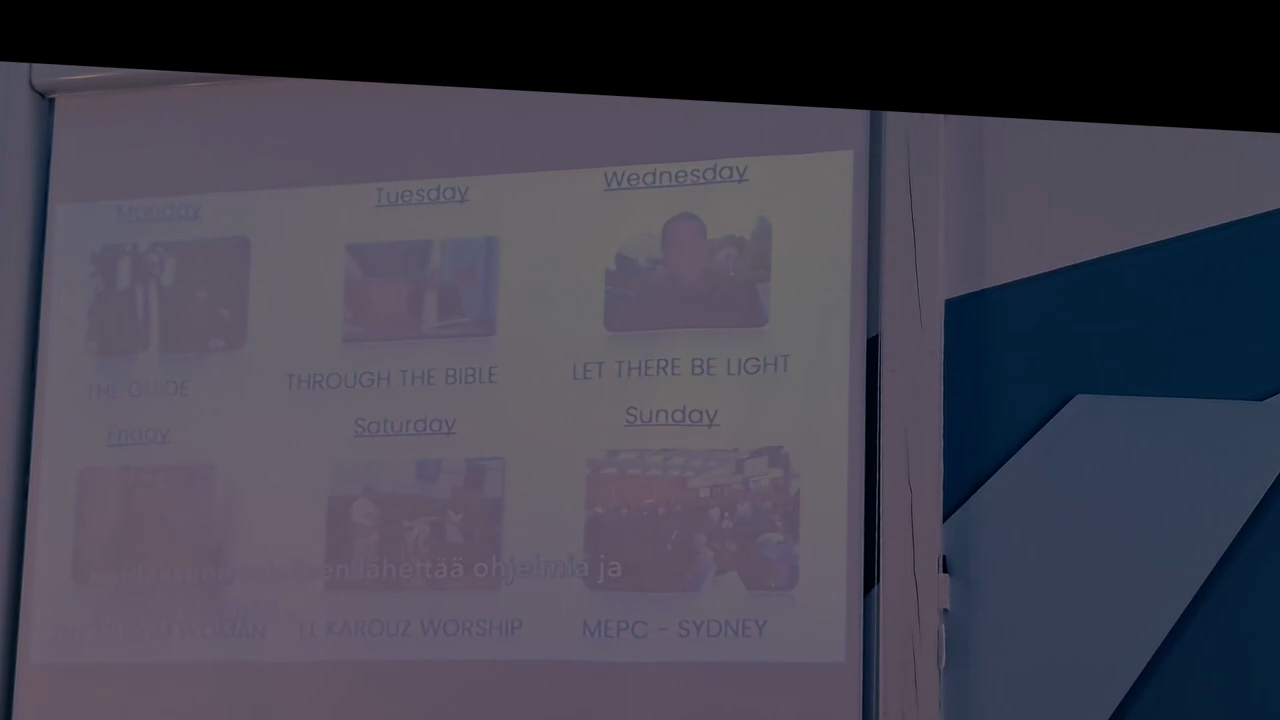 Monday
Tuesday
Wednesday
THE GUIDE
THROUGH THE BIBLE
LET THERE BE LIGHT
Friday
Saturday
Sunday
lähettää ohjelmia ja
WOMAN
EL KAROUZ WORSHIP
MEPC - SYDNEY